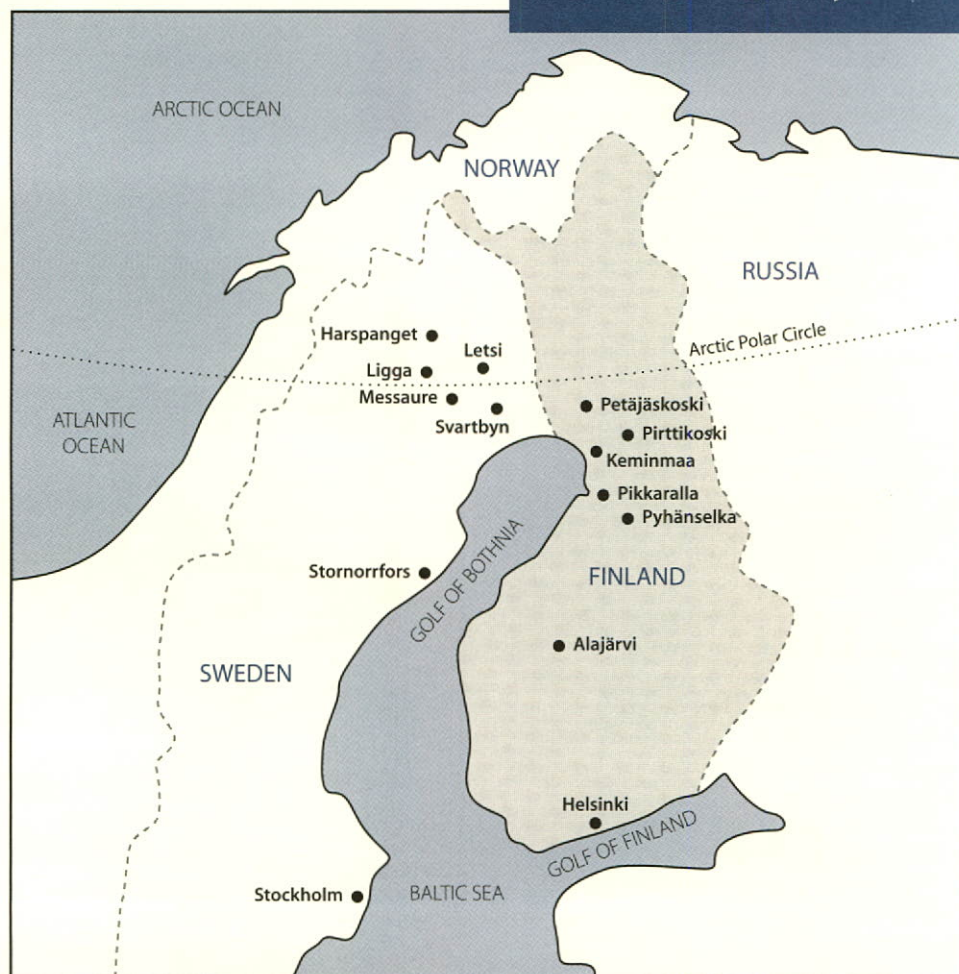 ARCTIC OCEAN
NORWAY
RUSSIA
Harspanget
Arctic Polar Circle
Letsi
Ligga
Messaure
Petäjäskoski
ATLANTIC
OCEAN
Svartbyn
Pirttikoski
Keminmaa
Pikkaralla
Pyhänselka
GOLF OF BOTHNIA
Stornorrfors
FINLAND
Alajärvi
SWEDEN
Helsinki
GOLF OF FINLAND
Stockholm
BALTIC SEA